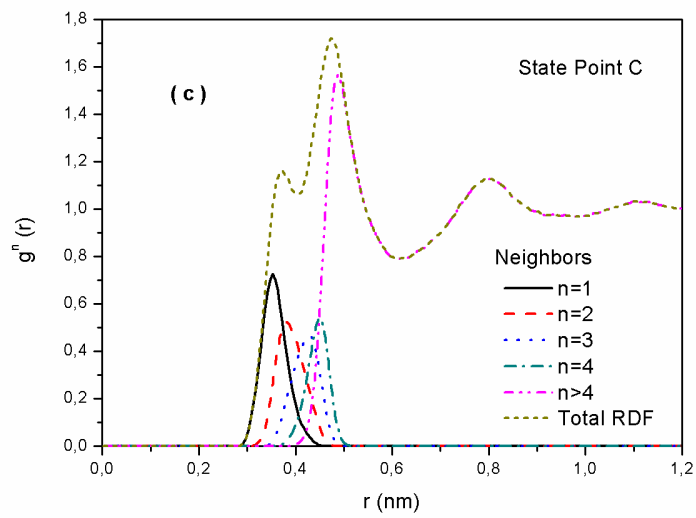 1,8
1,6
1,4
1,2
1,0
0,8
0,6
0,4
0,2
0,0
g^n (r)
( c )
State Point C
Neighbors
n=1
n=2
n=3
n=4
n>4
Total RDF
0,0 0,2 0,4 0,6 0,8 1,0 1,2
r (nm)